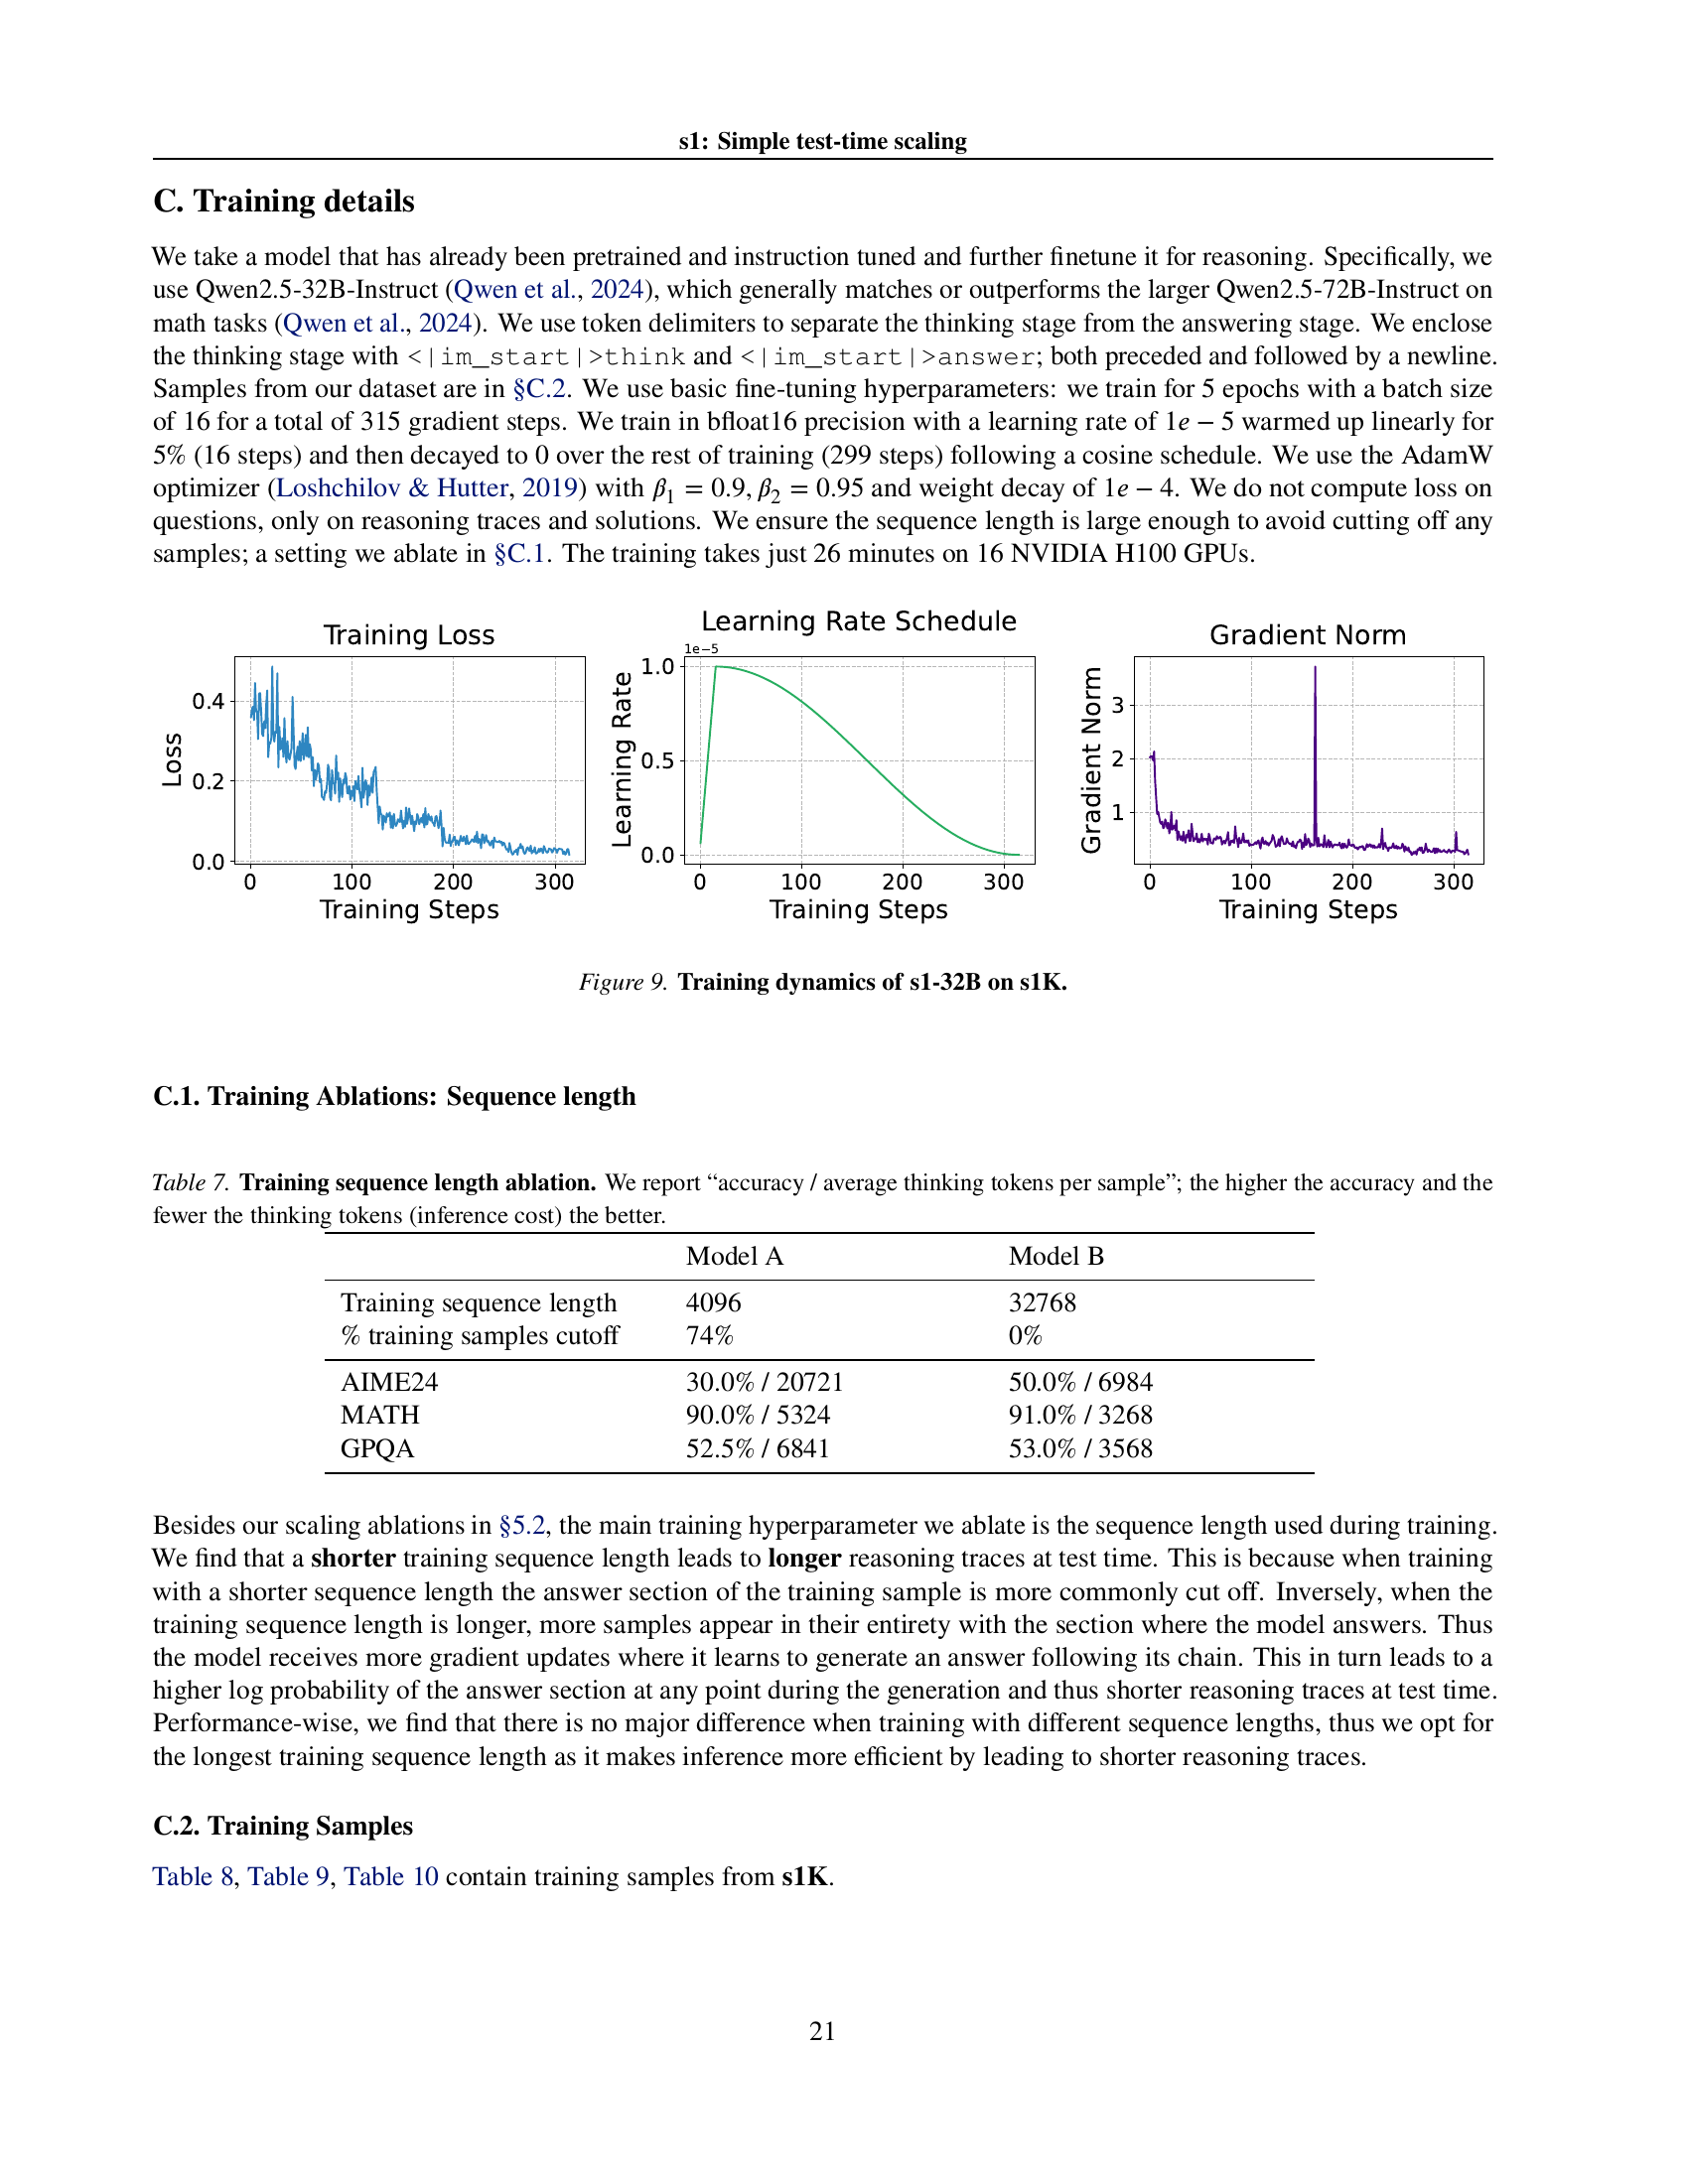 s1: Simple test-time scaling
C. Training details
We take a model that has already been pretrained and instruction tuned and further finetune it for reasoning. Specifically, we
use Qwen2.5-32B-Instruct (Qwen et al., 2024), which generally matches or outperforms the larger Qwen2.5-72B-Instruct on
math tasks (Qwen et al., 2024). We use token delimiters to separate the thinking stage from the answering stage. We enclose
the thinking stage with <|im_start|>think and <|im_start|>answer; both preceded and followed by a newline.
Samples from our dataset are in §C.2. We use basic fine-tuning hyperparameters: we train for 5 epochs with a batch size
of 16 for a total of 315 gradient steps. We train in bfloat16 precision with a learning rate of 1e − 5 warmed up linearly for
5% (16 steps) and then decayed to 0 over the rest of training (299 steps) following a cosine schedule. We use the AdamW
optimizer (Loshchilov & Hutter, 2019) with β₁ = 0.9, β₂ = 0.95 and weight decay of 1e − 4. We do not compute loss on
questions, only on reasoning traces and solutions. We ensure the sequence length is large enough to avoid cutting off any
samples; a setting we ablate in §C.1. The training takes just 26 minutes on 16 NVIDIA H100 GPUs.
Training Loss
Loss
0.4
0.2
0.0
0 100 200 300
Training Steps
Learning Rate Schedule
1e−5
Learning Rate
1.0
0.5
0.0
0 100 200 300
Training Steps
Gradient Norm
Gradient Norm
3
2
1
0 100 200 300
Training Steps
Figure 9. Training dynamics of s1-32B on s1K.
C.1. Training Ablations: Sequence length
Table 7. Training sequence length ablation. We report “accuracy / average thinking tokens per sample”; the higher the accuracy and the
fewer the thinking tokens (inference cost) the better.
Model A Model B
Training sequence length 4096 32768
% training samples cutoff 74% 0%
AIME24 30.0% / 20721 50.0% / 6984
MATH 90.0% / 5324 91.0% / 3268
GPQA 52.5% / 6841 53.0% / 3568
Besides our scaling ablations in §5.2, the main training hyperparameter we ablate is the sequence length used during training.
We find that a shorter training sequence length leads to longer reasoning traces at test time. This is because when training
with a shorter sequence length the answer section of the training sample is more commonly cut off. Inversely, when the
training sequence length is longer, more samples appear in their entirety with the section where the model answers. Thus
the model receives more gradient updates where it learns to generate an answer following its chain. This in turn leads to a
higher log probability of the answer section at any point during the generation and thus shorter reasoning traces at test time.
Performance-wise, we find that there is no major difference when training with different sequence lengths, thus we opt for
the longest training sequence length as it makes inference more efficient by leading to shorter reasoning traces.
C.2. Training Samples
Table 8, Table 9, Table 10 contain training samples from s1K.
21